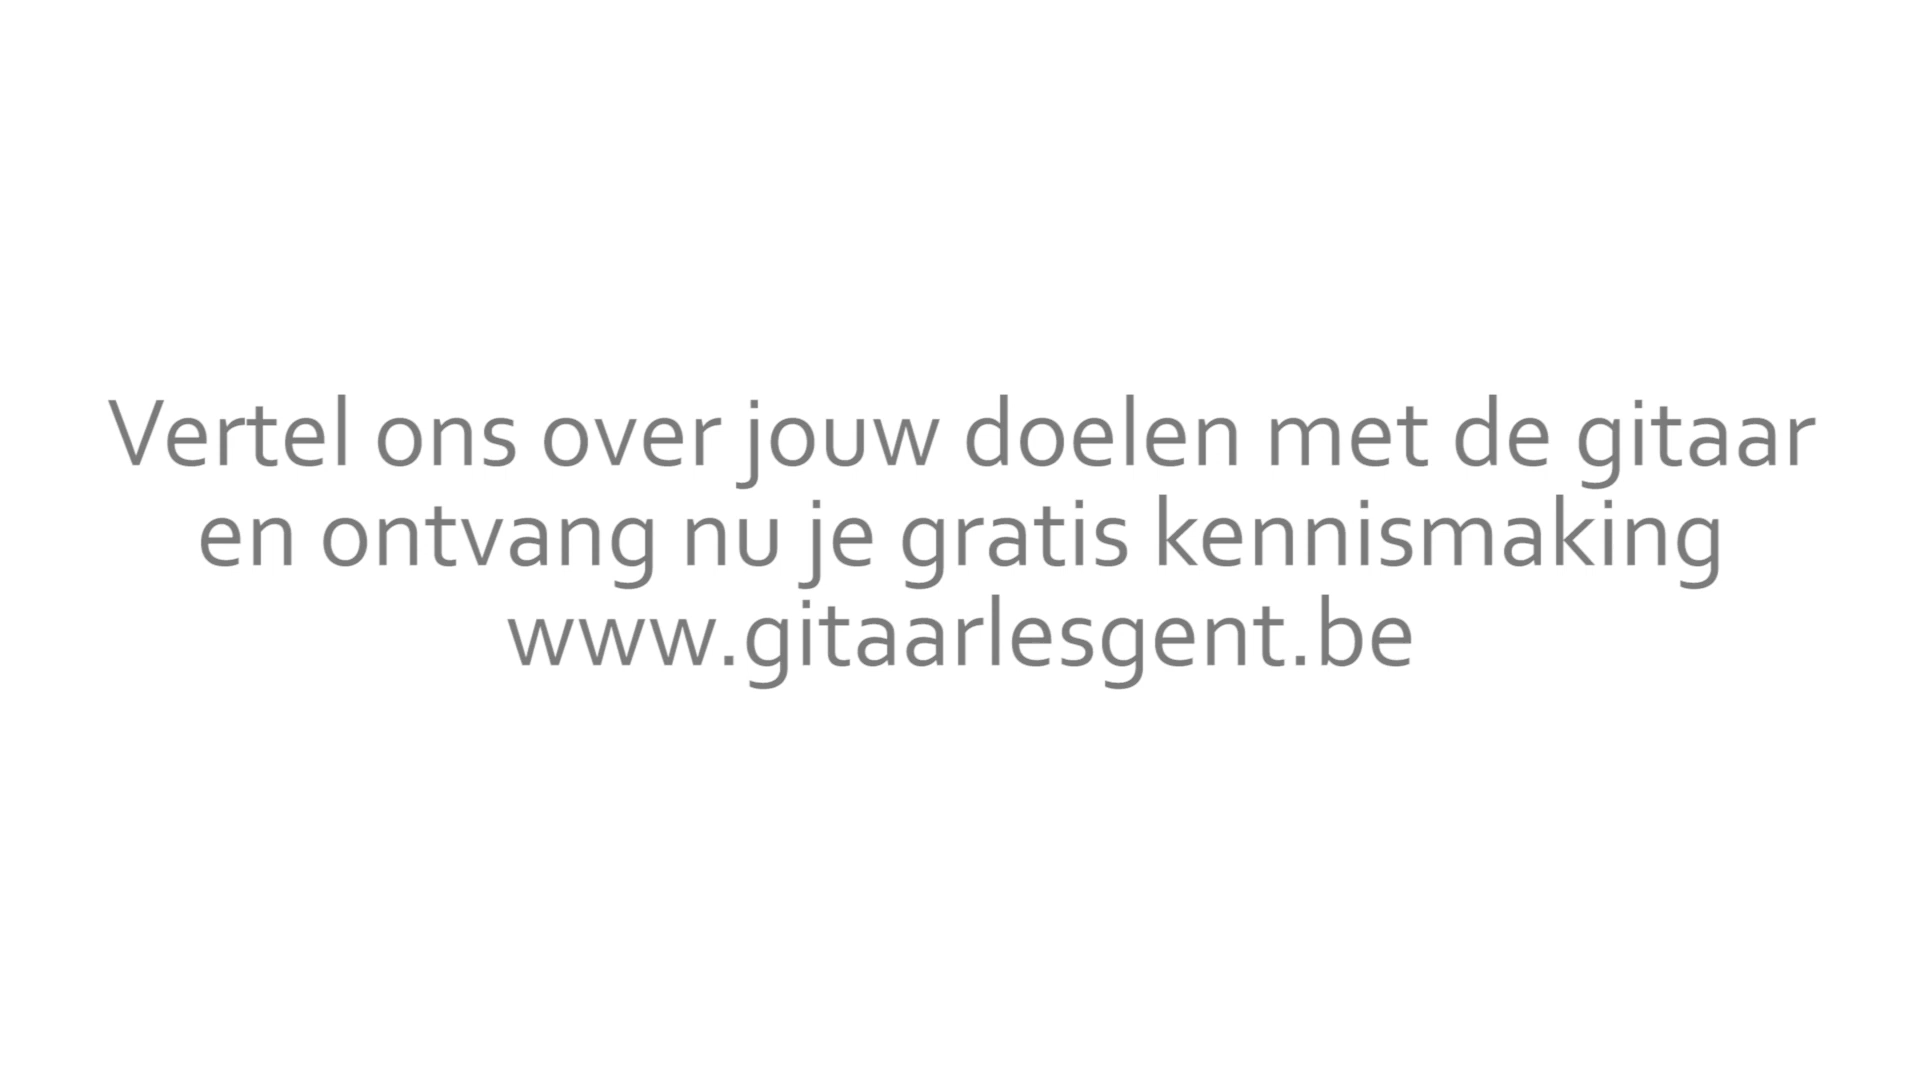 Vertel ons over jouw doelen met de gitaar
en ontvang nu je gratis kennismaking
www.gitaarlesgent.be